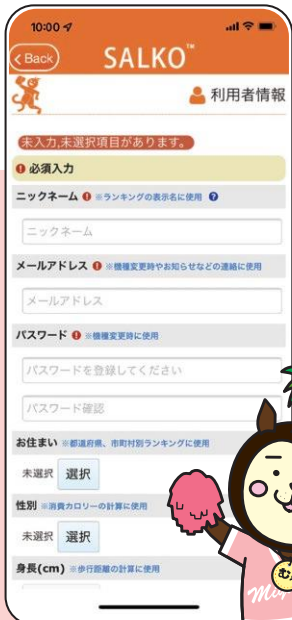 10:00
Back
SALKO™
利用者情報
未入力,未選択項目があります。
必須入力
ニックネーム ※ランキングの表示名に使用
ニックネーム
メールアドレス ※機種変更時やお知らせなどの連絡に使用
メールアドレス
パスワード ※機種変更時に使用
パスワードを登録してください
パスワード確認
お住まい ※都道府県、市町村別ランキングに使用
未選択 選択
性別 ※消費カロリーの計算に使用
未選択 選択
身長(cm) ※歩行距離の計算に使用
む